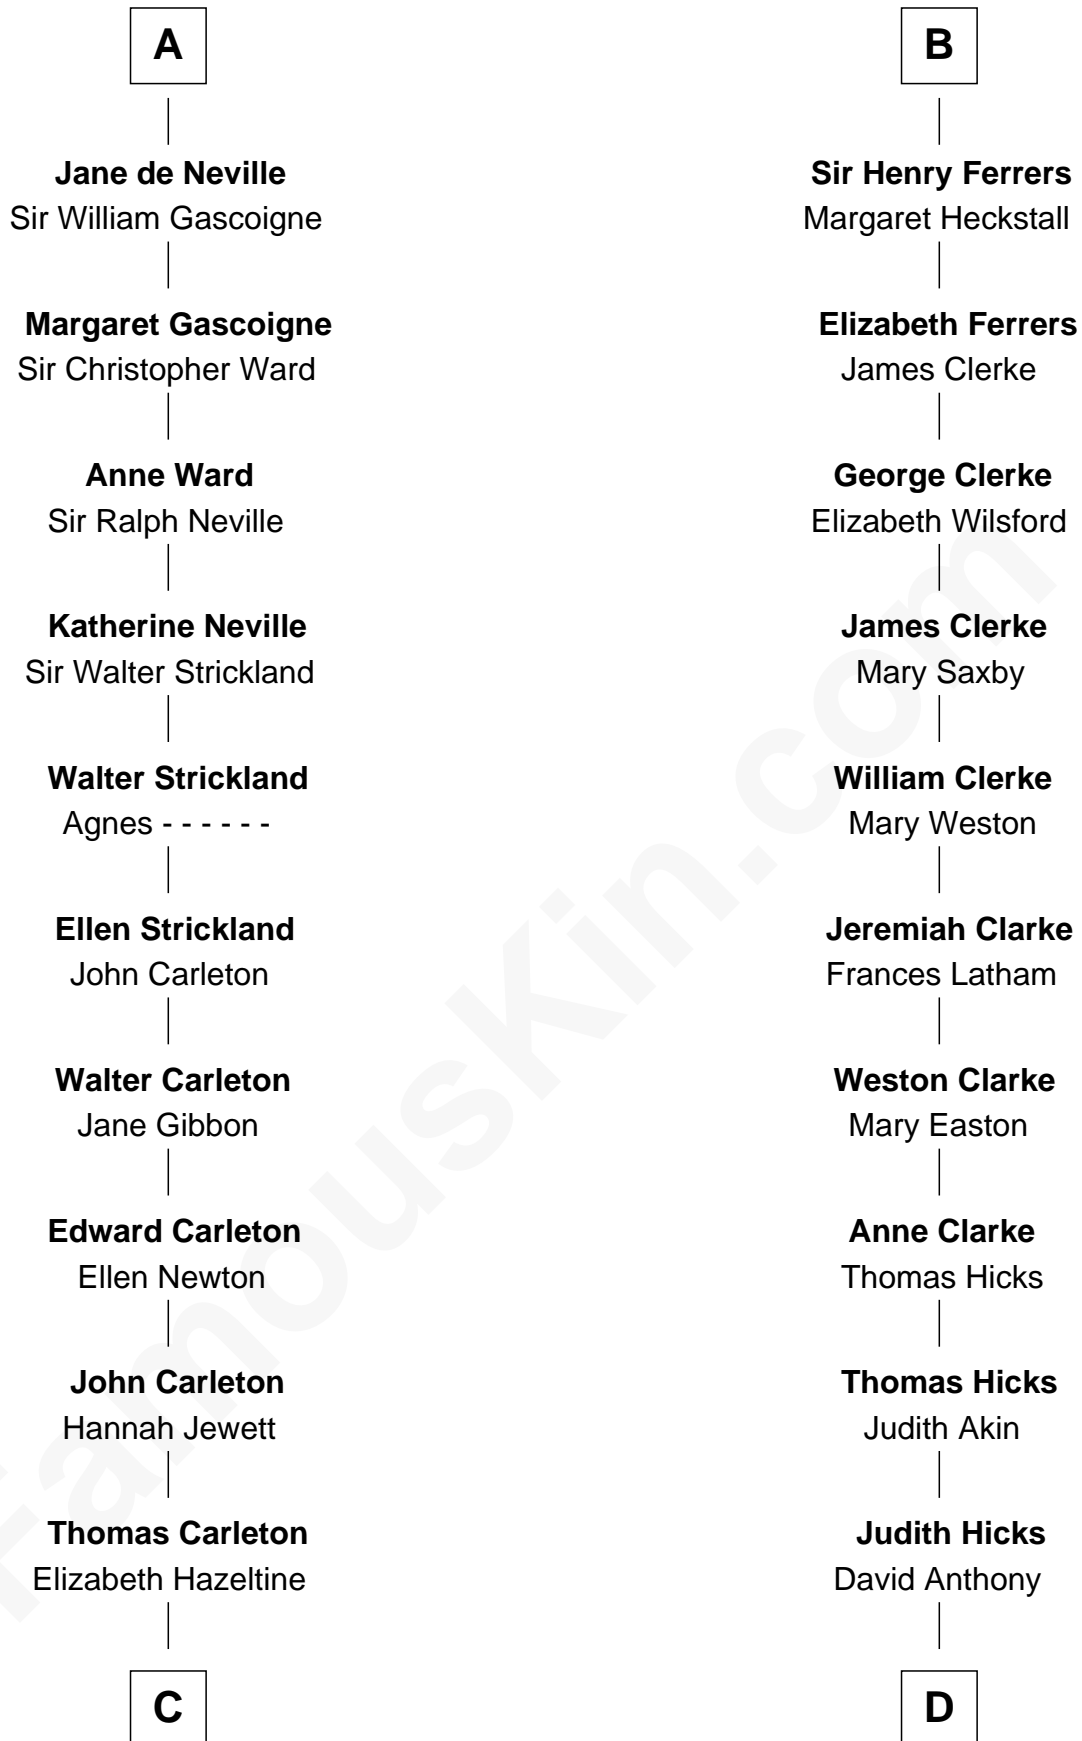 A
Jane de Neville
Sir William Gascoigne
Margaret Gascoigne
Sir Christopher Ward
Anne Ward
Sir Ralph Neville
Katherine Neville
Sir Walter Strickland
Walter Strickland
Agnes - - - - - -
Ellen Strickland
John Carleton
Walter Carleton
Jane Gibbon
Edward Carleton
Ellen Newton
John Carleton
Hannah Jewett
Thomas Carleton
Elizabeth Hazeltine
C
B
Sir Henry Ferrers
Margaret Heckstall
Elizabeth Ferrers
James Clerke
George Clerke
Elizabeth Wilsford
James Clerke
Mary Saxby
William Clerke
Mary Weston
Jeremiah Clarke
Frances Latham
Weston Clarke
Mary Easton
Anne Clarke
Thomas Hicks
Thomas Hicks
Judith Akin
Judith Hicks
David Anthony
D
FamousKin.com